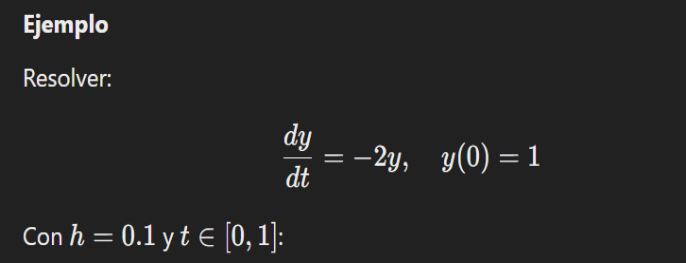 Ejemplo
Resolver:
dy/dt = −2y,   y(0) = 1
Con h = 0.1 y t ∈ [0, 1]: